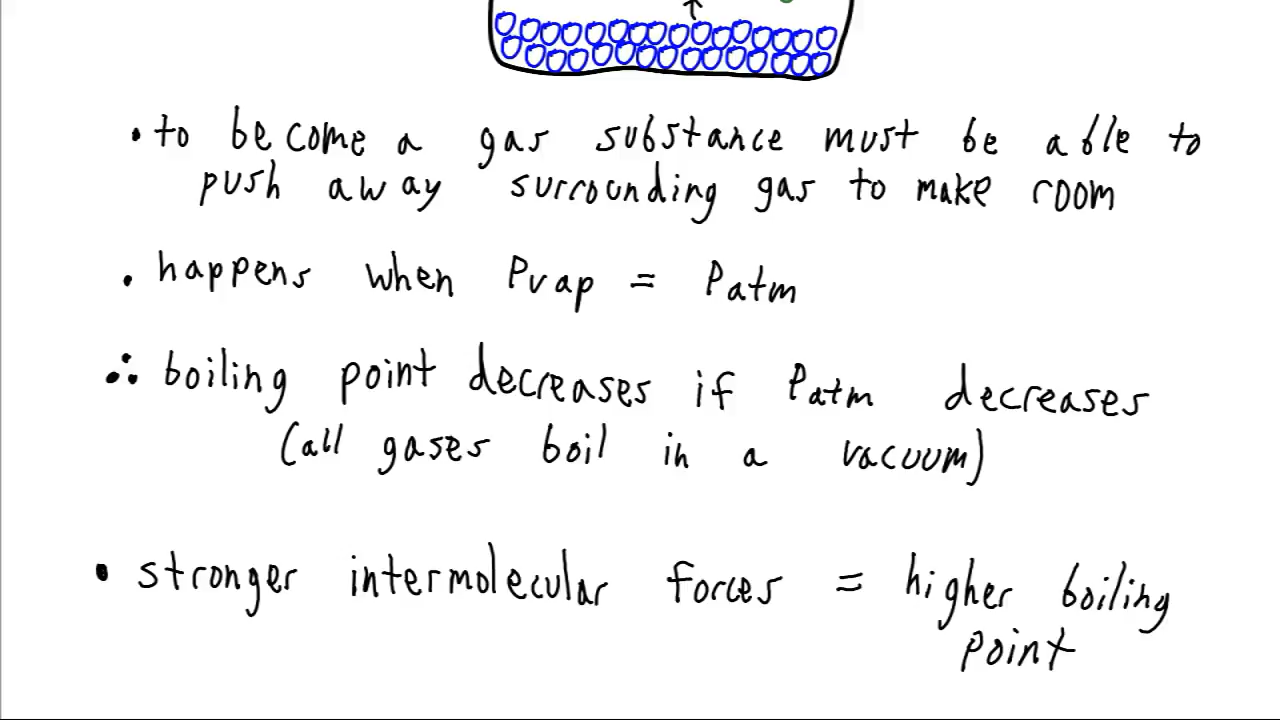 • to become a gas substance must be able to
push away surrounding gas to make room
• happens when Pvap = Patm
∴ boiling point decreases if Patm decreases
(all gases boil in a vacuum)
• stronger intermolecular forces = higher boiling
point